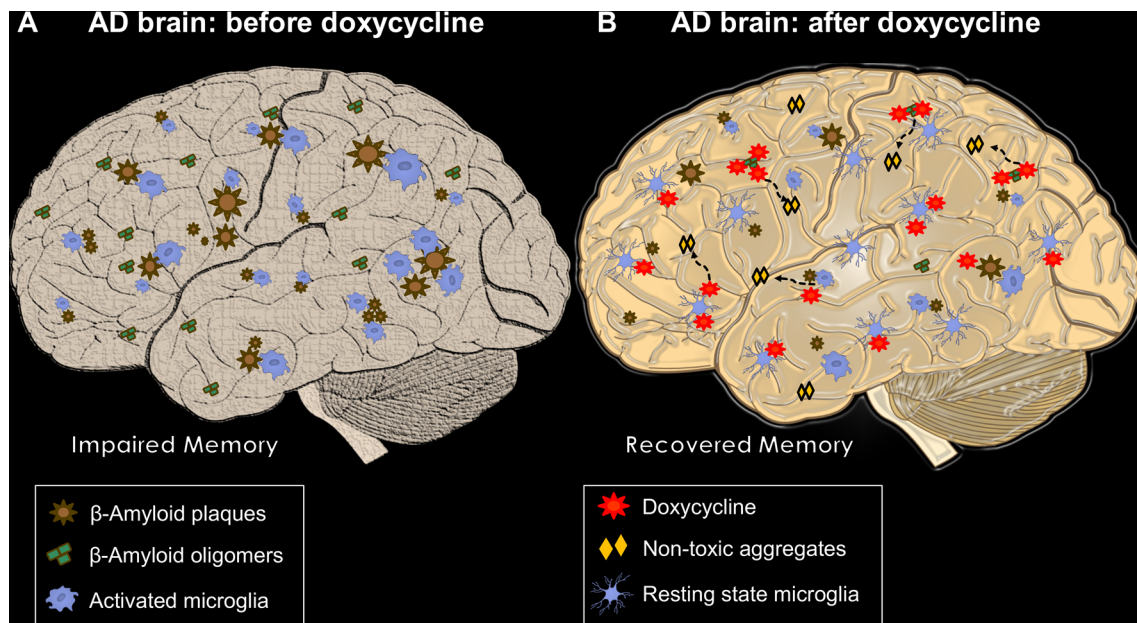 A AD brain: before doxycycline
B AD brain: after doxycycline
Impaired Memory
Recovered Memory
β-Amyloid plaques
β-Amyloid oligomers
Activated microglia
Doxycycline
Non-toxic aggregates
Resting state microglia